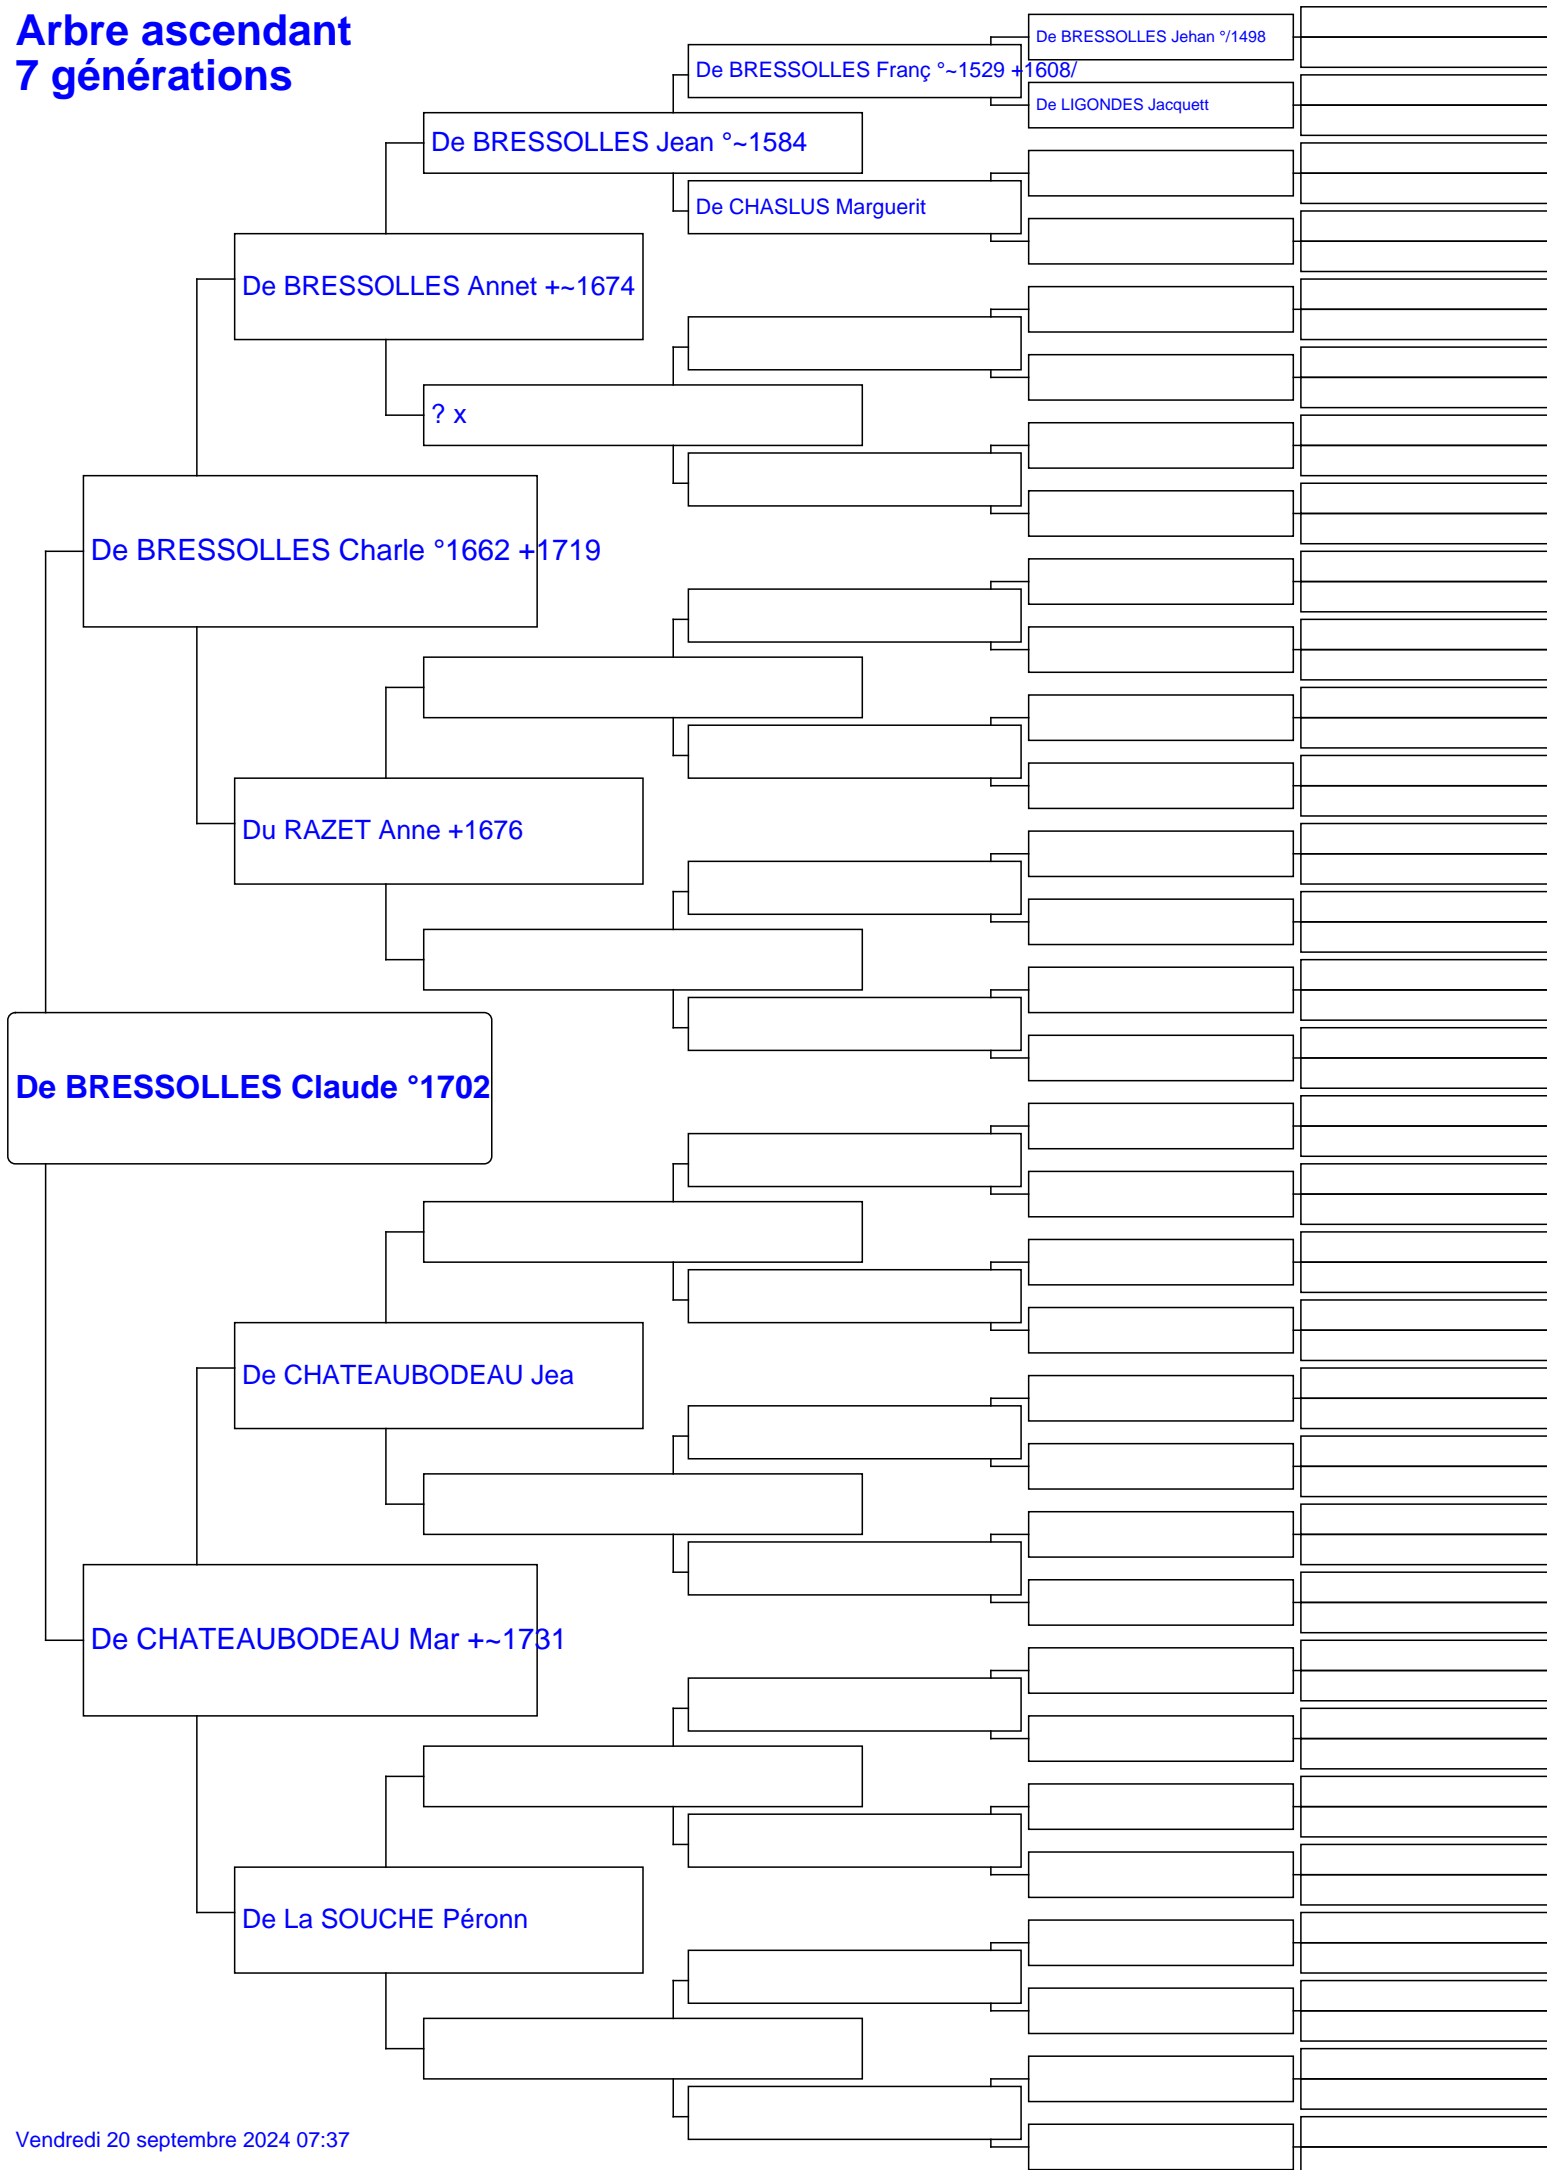 Arbre ascendant
7 générations
De BRESSOLLES Jehan °/1498
De BRESSOLLES Franç °~1529 +1608/
De LIGONDES Jacquett
De BRESSOLLES Jean °~1584
De CHASLUS Marguerit
De BRESSOLLES Annet +~1674
? x
De BRESSOLLES Charle °1662 +1719
Du RAZET Anne +1676
De BRESSOLLES Claude °1702
De CHATEAUBODEAU Jea
De CHATEAUBODEAU Mar +~1731
De La SOUCHE Péronn
Vendredi 20 septembre 2024 07:37